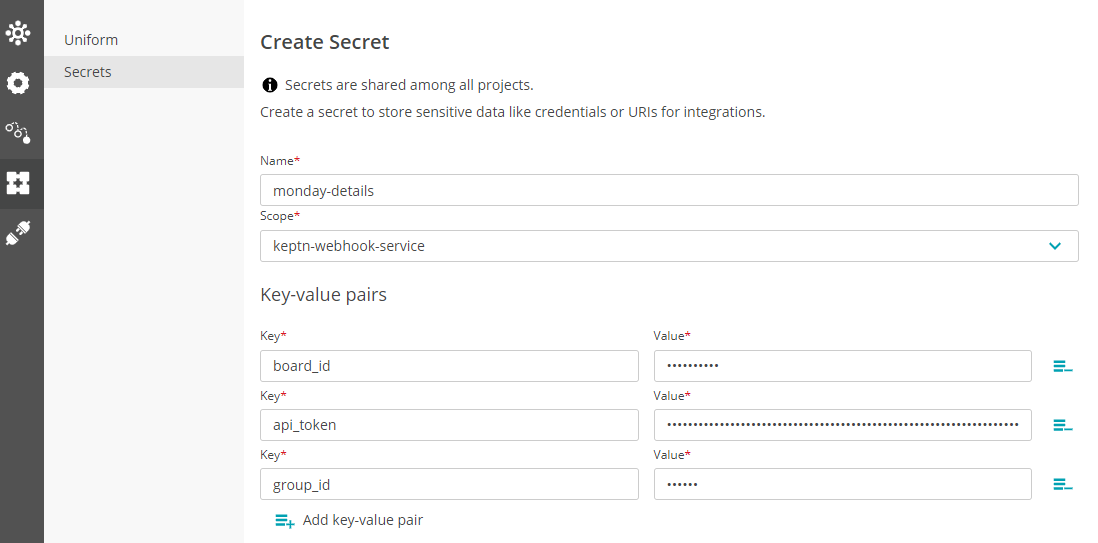 Uniform
Secrets
Create Secret
Secrets are shared among all projects.
Create a secret to store sensitive data like credentials or URIs for integrations.
Name*
monday-details
Scope*
keptn-webhook-service
Key-value pairs
Key* Value*
board_id ••••••••••
Key* Value*
api_token ••••••••••••••••••••••••••••••••••••••••••••••••••••••••••••••••••••
Key* Value*
group_id ••••••
Add key-value pair